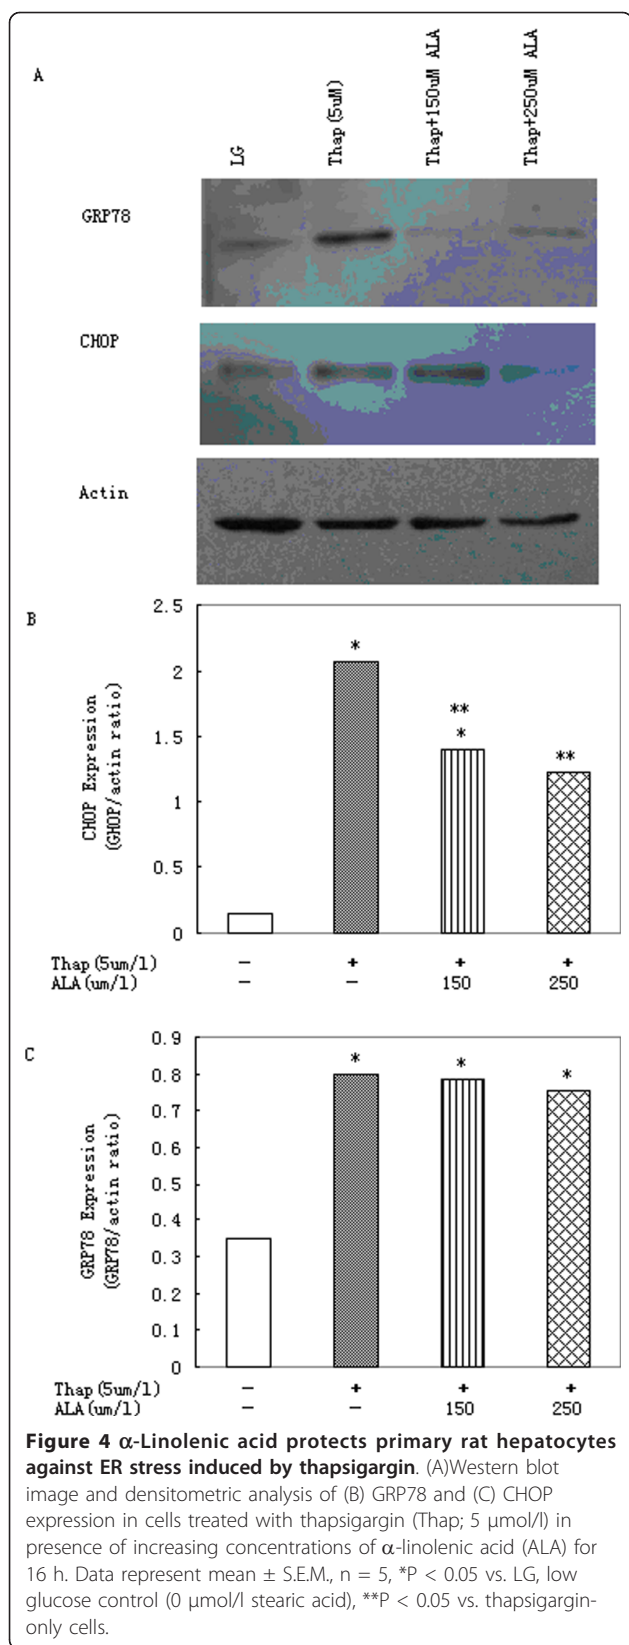 A
LG
Thap(5uM)
Thap+150uM ALA
Thap+250uM ALA
GRP78
CHOP
Actin
B
CHOP Expression
(GHOP/actin ratio)
2.5
2
1.5
1
0.5
0
*
**
*
**
Thap(5um/l) − + + +
ALA(um/l) − − 150 250
C
GRP78 Expression
(GRP78/actin ratio)
0.9
0.8
0.7
0.6
0.5
0.4
0.3
0.2
0.1
0
* * *
Thap(5um/l) − + + +
ALA(um/l) − − 150 250
Figure 4 α-Linolenic acid protects primary rat hepatocytes
against ER stress induced by thapsigargin. (A)Western blot
image and densitometric analysis of (B) GRP78 and (C) CHOP
expression in cells treated with thapsigargin (Thap; 5 μmol/l) in
presence of increasing concentrations of α-linolenic acid (ALA) for
16 h. Data represent mean ± S.E.M., n = 5, *P < 0.05 vs. LG, low
glucose control (0 μmol/l stearic acid), **P < 0.05 vs. thapsigargin-
only cells.